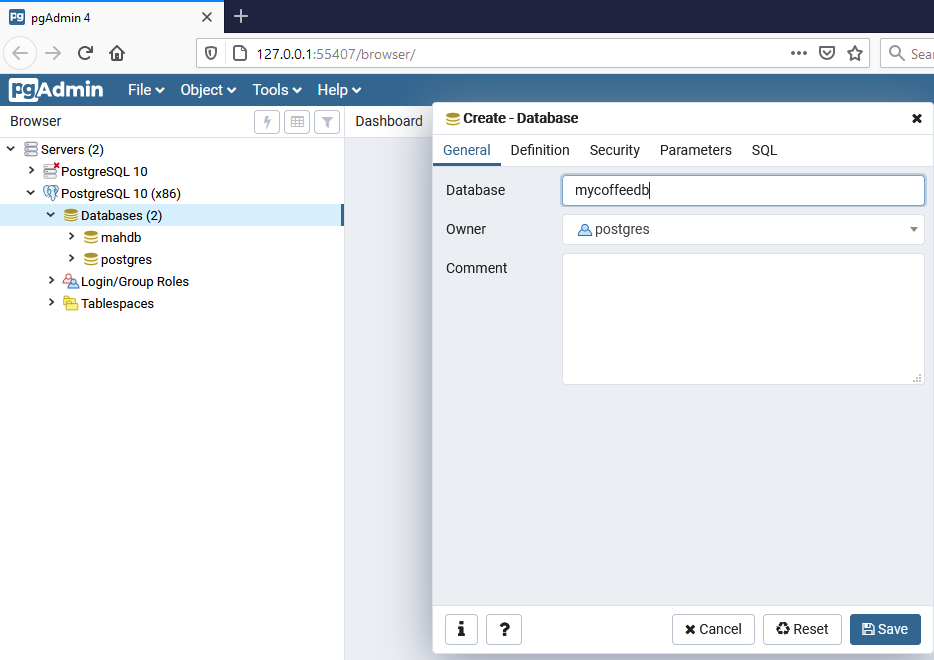 pgAdmin 4
127.0.0.1:55407/browser/
pgAdmin File Object Tools Help
Browser
Dashboard
Servers (2)
PostgreSQL 10
PostgreSQL 10 (x86)
Databases (2)
mahdb
postgres
Login/Group Roles
Tablespaces
Create - Database
General Definition Security Parameters SQL
Database mycoffeedb
Owner postgres
Comment
i ? Cancel Reset Save